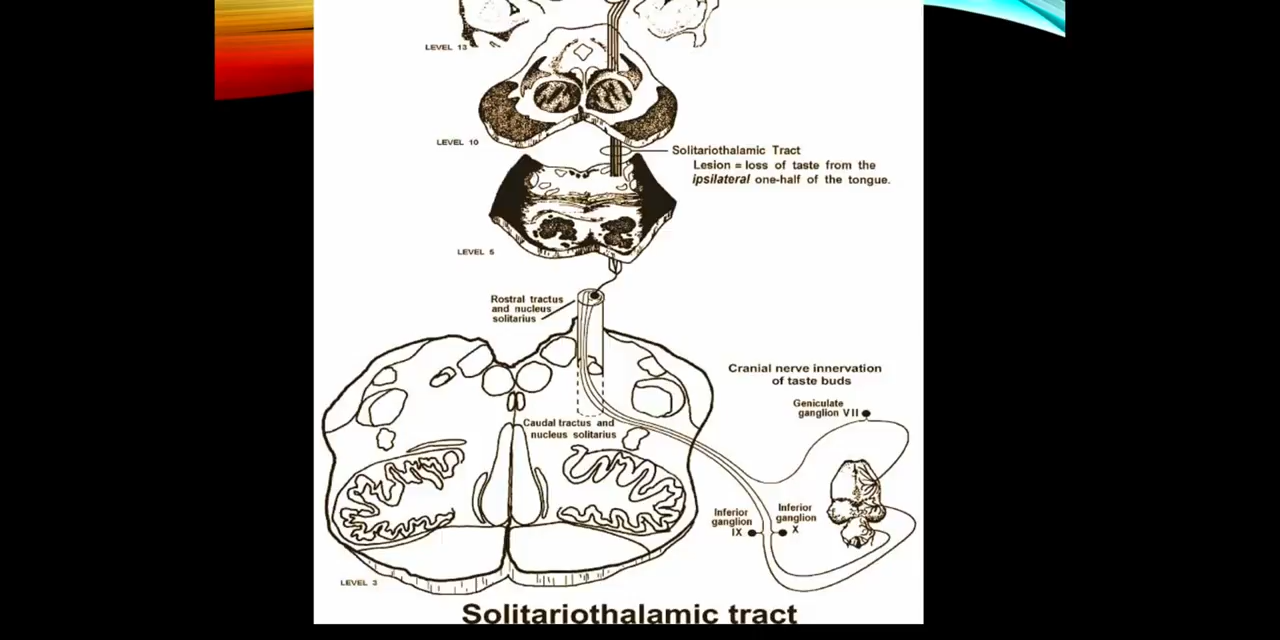 LEVEL 13
LEVEL 10
Solitariothalamic Tract
Lesion = loss of taste from the
ipsilateral one-half of the tongue.
LEVEL 5
Rostral tractus
and nucleus
solitarius
Cranial nerve innervation
of taste buds
Geniculate
ganglion VII
Caudal tractus and
nucleus solitarius
Inferior
ganglion
IX
Inferior
ganglion
X
LEVEL 3
Solitariothalamic tract